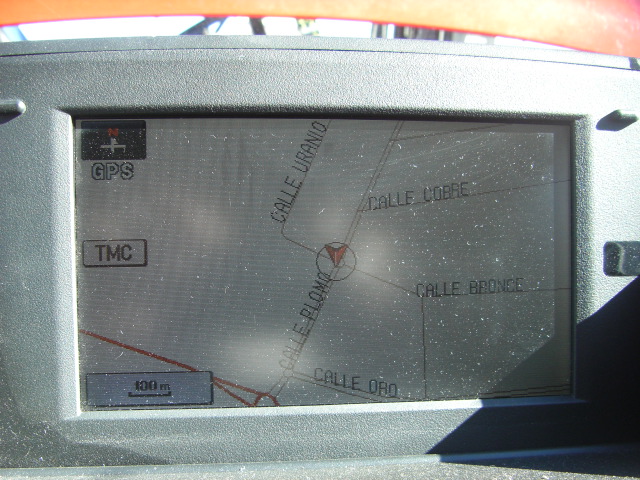 N
GPS
CALLE URANIO
CALLE COBRE
TMC
CALLE BRONCE
CALLE PLOMO
CALLE ORO
100 m